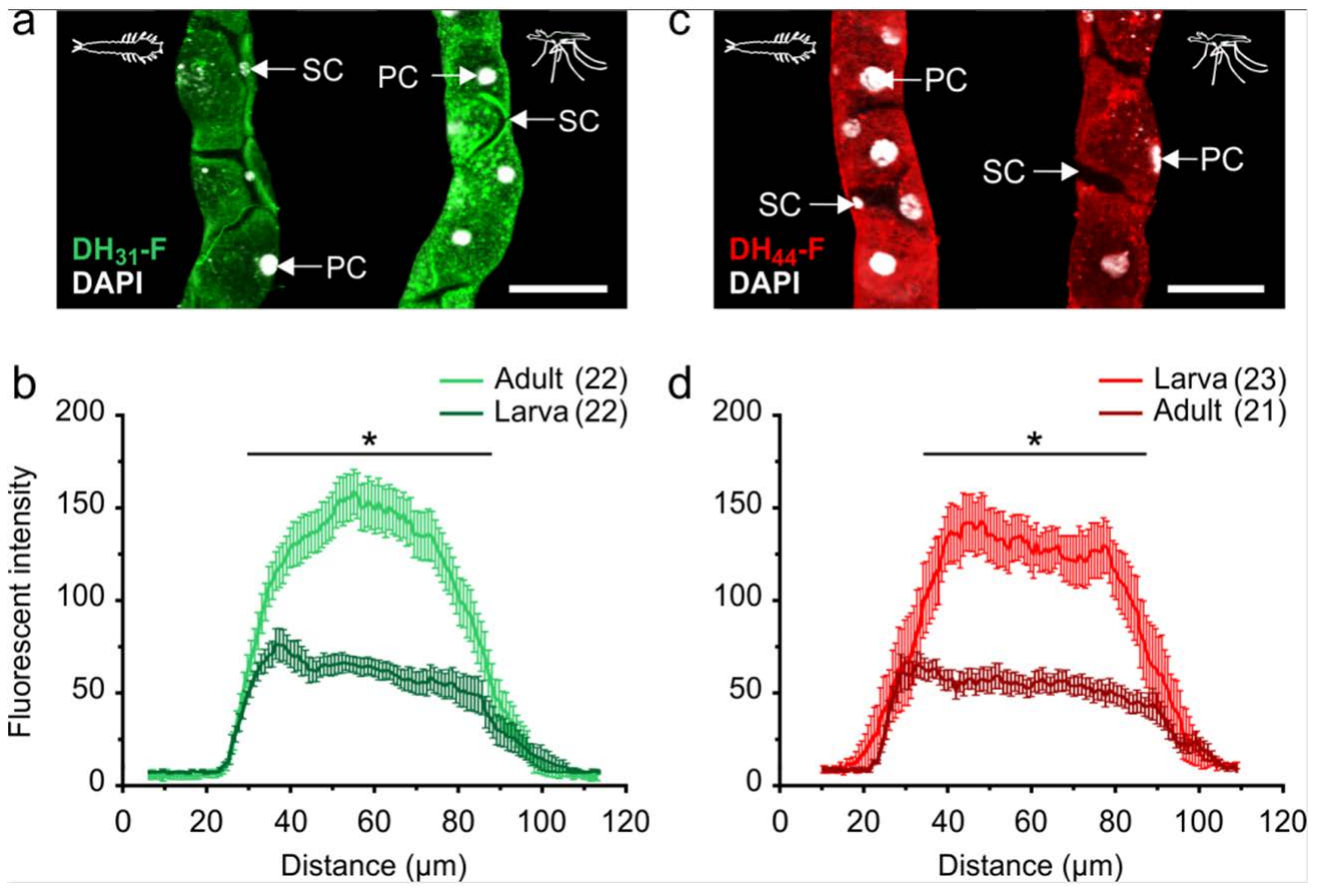 a
SC
PC
SC
PC
DH31-F
DAPI
c
PC
SC
SC
PC
DH44-F
DAPI
b
Adult (22)
Larva (22)
*
200
150
100
50
0
0 20 40 60 80 100 120
Fluorescent intensity
Distance (µm)
d
Larva (23)
Adult (21)
*
200
150
100
50
0
0 20 40 60 80 100 120
Distance (µm)